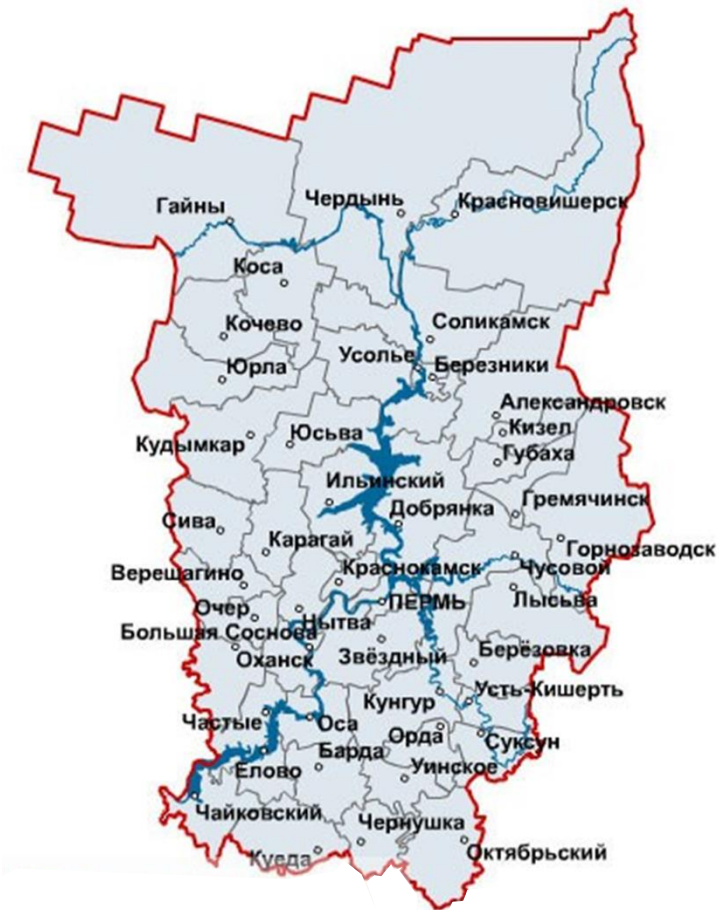 Гайны
Чердынь
Красновишерск
Коса
Кочево
Соликамск
Юрла
Усолье
Березники
Александровск
Кизел
Кудымкар
Юсьва
Губаха
Ильинский
Добрянка
Гремячинск
Сива
Карагай
Горнозаводск
Верещагино
Краснокамск
Чусовой
Очер
ПЕРМЬ
Лысьва
Нытва
Большая Соснова
Оханск
Звёздный
Берёзовка
Кунгур
Усть-Кишерть
Частые
Оса
Орда
Суксун
Барда
Елово
Уинское
Чайковский
Чернушка
Куеда
Октябрьский